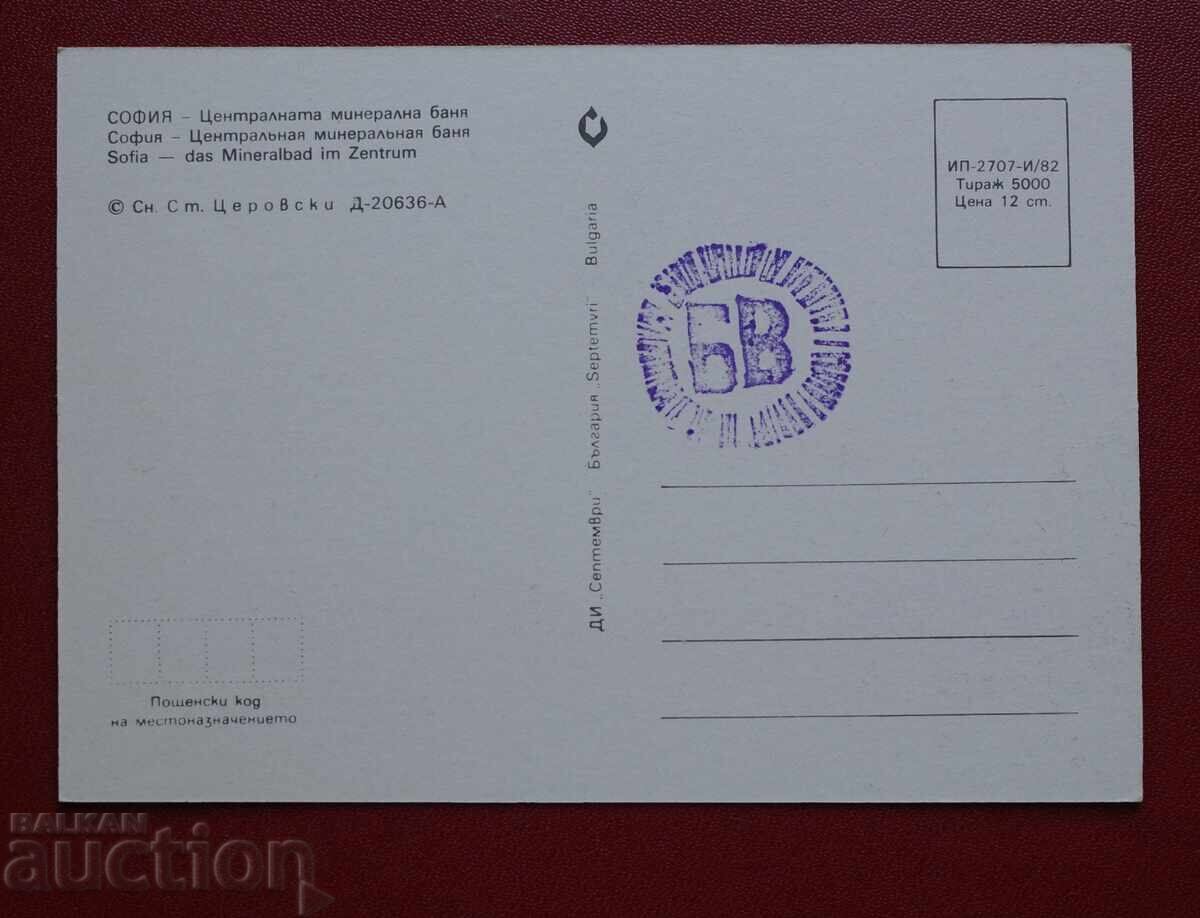 СОФИЯ – Централната минерална баня
София – Центральная минеральная баня
Sofia — das Mineralbad im Zentrum
© Сн. Ст. Церовски Д-20636-А
ДИ „Септември" България „Septemvri" Bulgaria
ИП-2707-И/82
Тираж 5000
Цена 12 ст.
БВ
Пощенски код
на местоназначението
BALKAN
auction